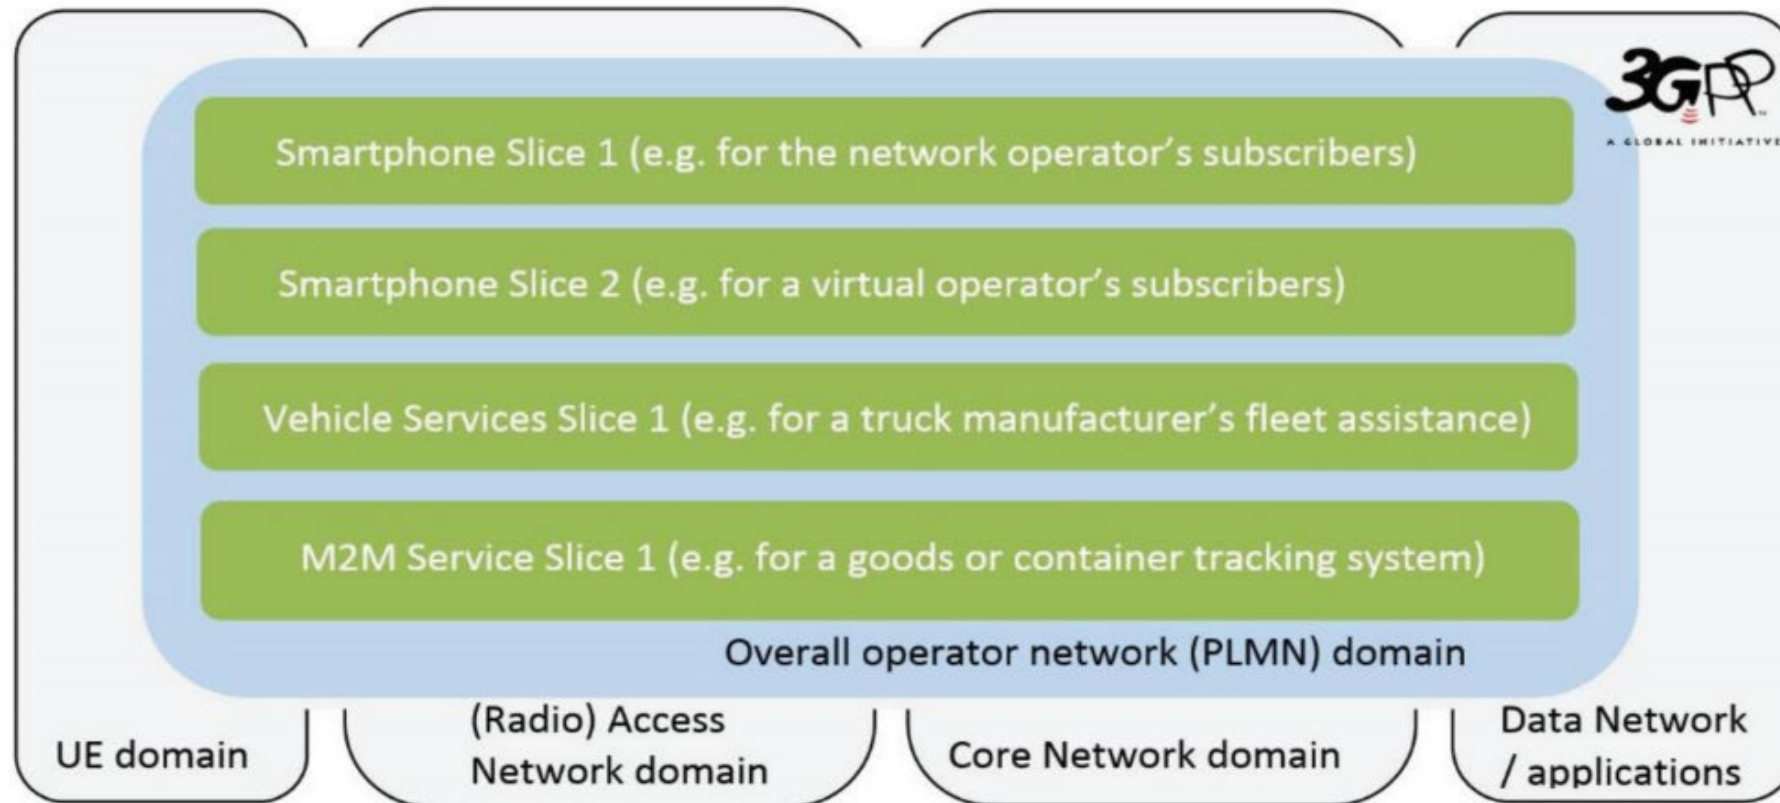 3GPP
A GLOBAL INITIATIVE
Smartphone Slice 1 (e.g. for the network operator’s subscribers)
Smartphone Slice 2 (e.g. for a virtual operator’s subscribers)
Vehicle Services Slice 1 (e.g. for a truck manufacturer’s fleet assistance)
M2M Service Slice 1 (e.g. for a goods or container tracking system)
Overall operator network (PLMN) domain
UE domain
(Radio) Access
Network domain
Core Network domain
Data Network
/ applications